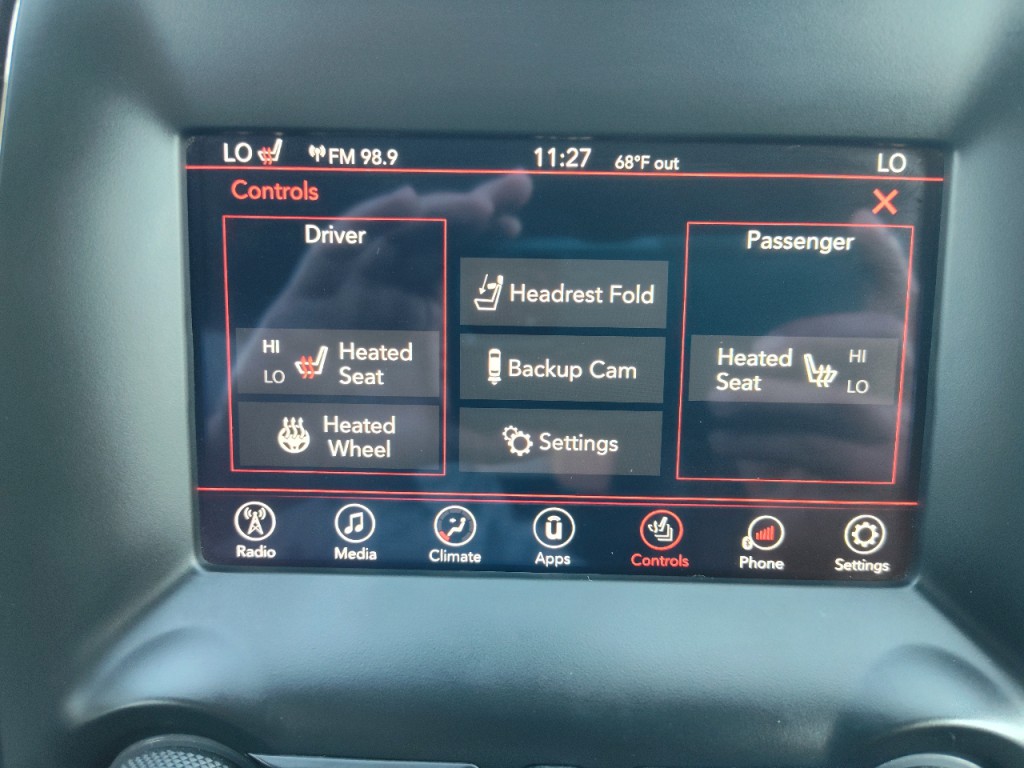 LO FM 98.9 11:27 68°F out LO
Controls
Driver
HI
LO
Heated
Seat
Heated
Wheel
Headrest Fold
Backup Cam
Settings
Passenger
Heated
Seat
HI
LO
Radio Media Climate Apps Controls Phone Settings